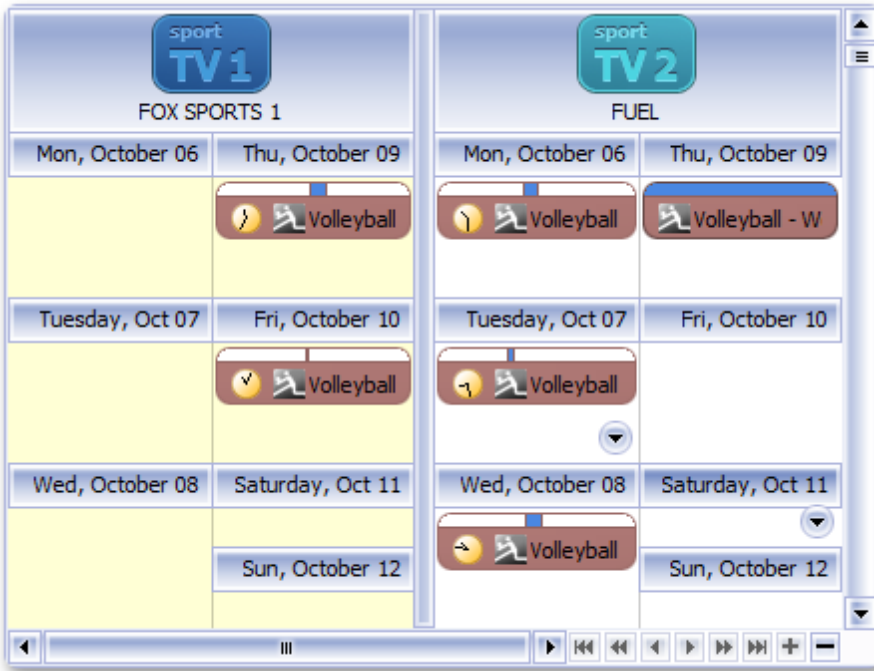 sport
TV 1
FOX SPORTS 1
sport
TV 2
FUEL
Mon, October 06
Thu, October 09
Mon, October 06
Thu, October 09
Volleyball
Volleyball
Volleyball - W
Tuesday, Oct 07
Fri, October 10
Tuesday, Oct 07
Fri, October 10
Volleyball
Volleyball
Wed, October 08
Saturday, Oct 11
Wed, October 08
Saturday, Oct 11
Volleyball
Sun, October 12
Sun, October 12